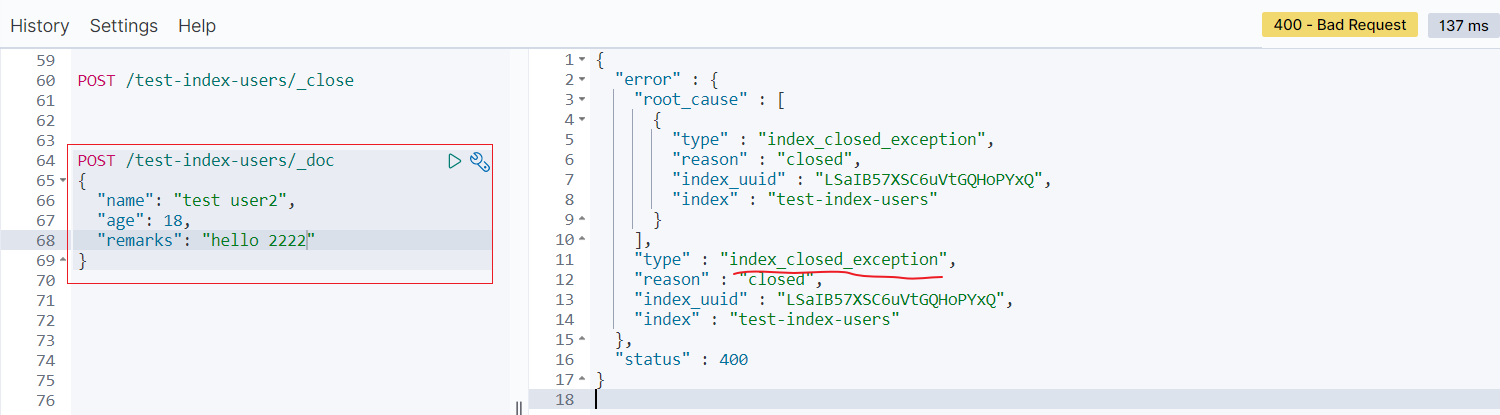 History Settings Help
400 - Bad Request 137 ms
59
60 POST /test-index-users/_close
61
62
63
64 POST /test-index-users/_doc
65 {
66 "name": "test user2",
67 "age": 18,
68 "remarks": "hello 2222"
69 }
70
71
72
73
74
75
76
1 {
2 "error" : {
3 "root_cause" : [
4 {
5 "type" : "index_closed_exception",
6 "reason" : "closed",
7 "index_uuid" : "LSaIB57XSC6uVtGQHoPYxQ",
8 "index" : "test-index-users"
9 }
10 ],
11 "type" : "index_closed_exception",
12 "reason" : "closed",
13 "index_uuid" : "LSaIB57XSC6uVtGQHoPYxQ",
14 "index" : "test-index-users"
15 },
16 "status" : 400
17 }
18